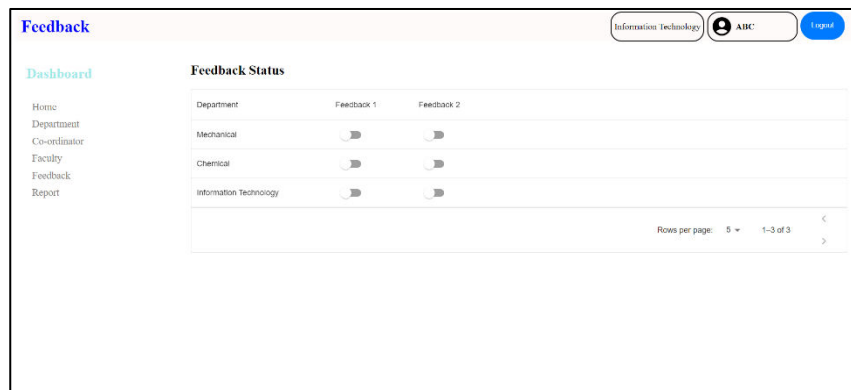 Feedback
Information Technology
ABC
Logout
Dashboard
Home
Department
Co-ordinator
Faculty
Feedback
Report
Feedback Status
Department Feedback 1 Feedback 2
Mechanical
Chemical
Information Technology
Rows per page: 5 1–3 of 3